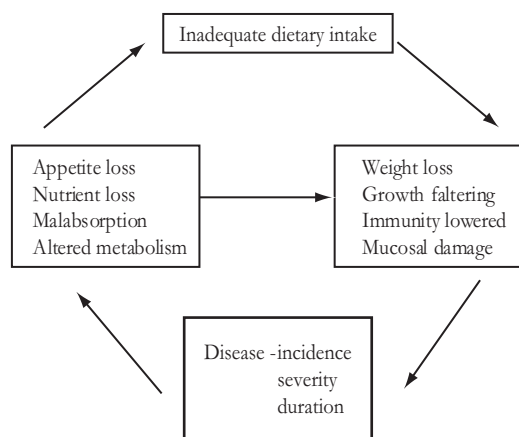 Inadequate dietary intake
Appetite loss
Nutrient loss
Malabsorption
Altered metabolism
Weight loss
Growth faltering
Immunity lowered
Mucosal damage
Disease -incidence
severity
duration